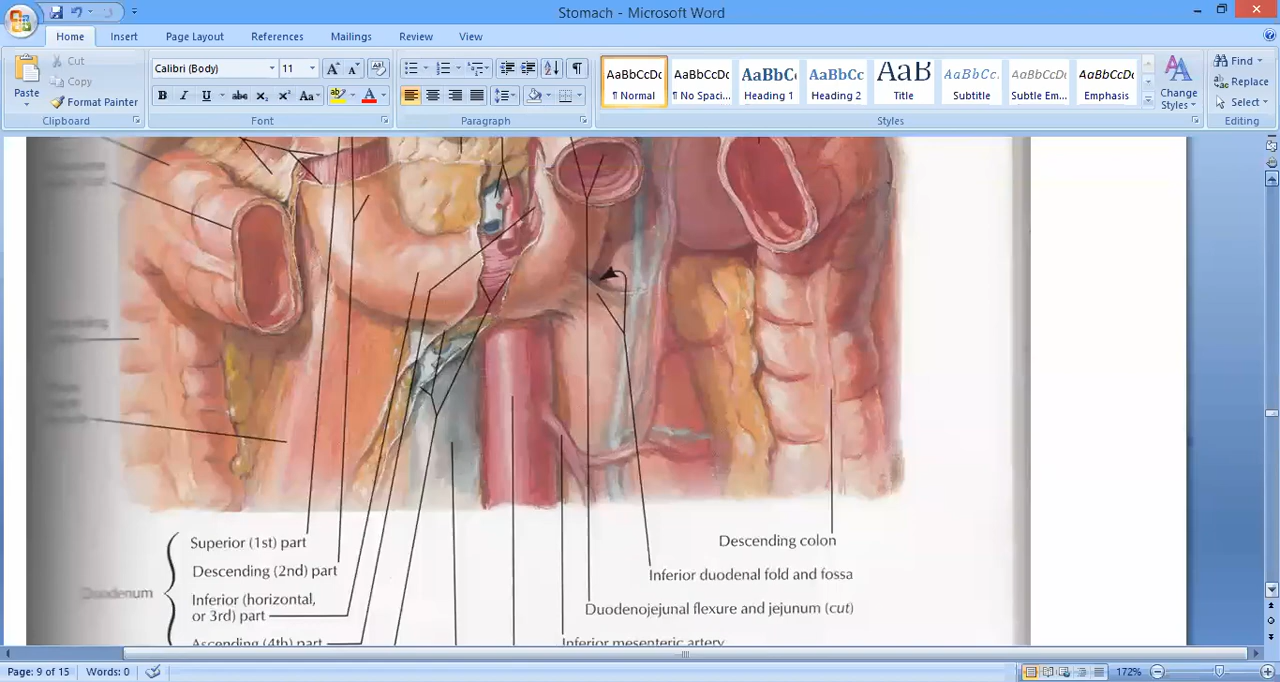 Stomach - Microsoft Word
Home Insert Page Layout References Mailings Review View
Paste
Cut
Copy
Format Painter
Clipboard
Calibri (Body) 11
Font
Paragraph
AaBbCcDc AaBbCcDc AaBbC AaBbCc AaB AaBbCc. AaBbCcDc AaBbCcDc
¶ Normal ¶ No Spaci... Heading 1 Heading 2 Title Subtitle Subtle Em... Emphasis
Change
Styles
Styles
Find
Replace
Select
Editing
Superior (1st) part
Descending (2nd) part
Duodenum
Inferior (horizontal,
or 3rd) part
Ascending (4th) part
Descending colon
Inferior duodenal fold and fossa
Duodenojejunal flexure and jejunum (cut)
Inferior mesenteric artery
Page: 9 of 15 Words: 0 172%